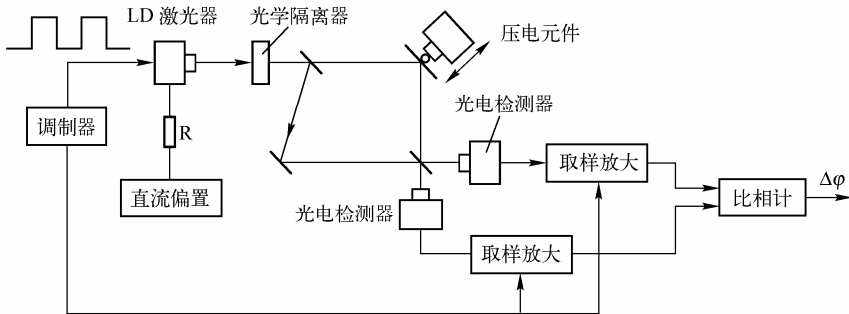 LD 激光器
光学隔离器
压电元件
光电检测器
调制器
R
取样放大
Δφ
直流偏置
比相计
光电检测器
取样放大